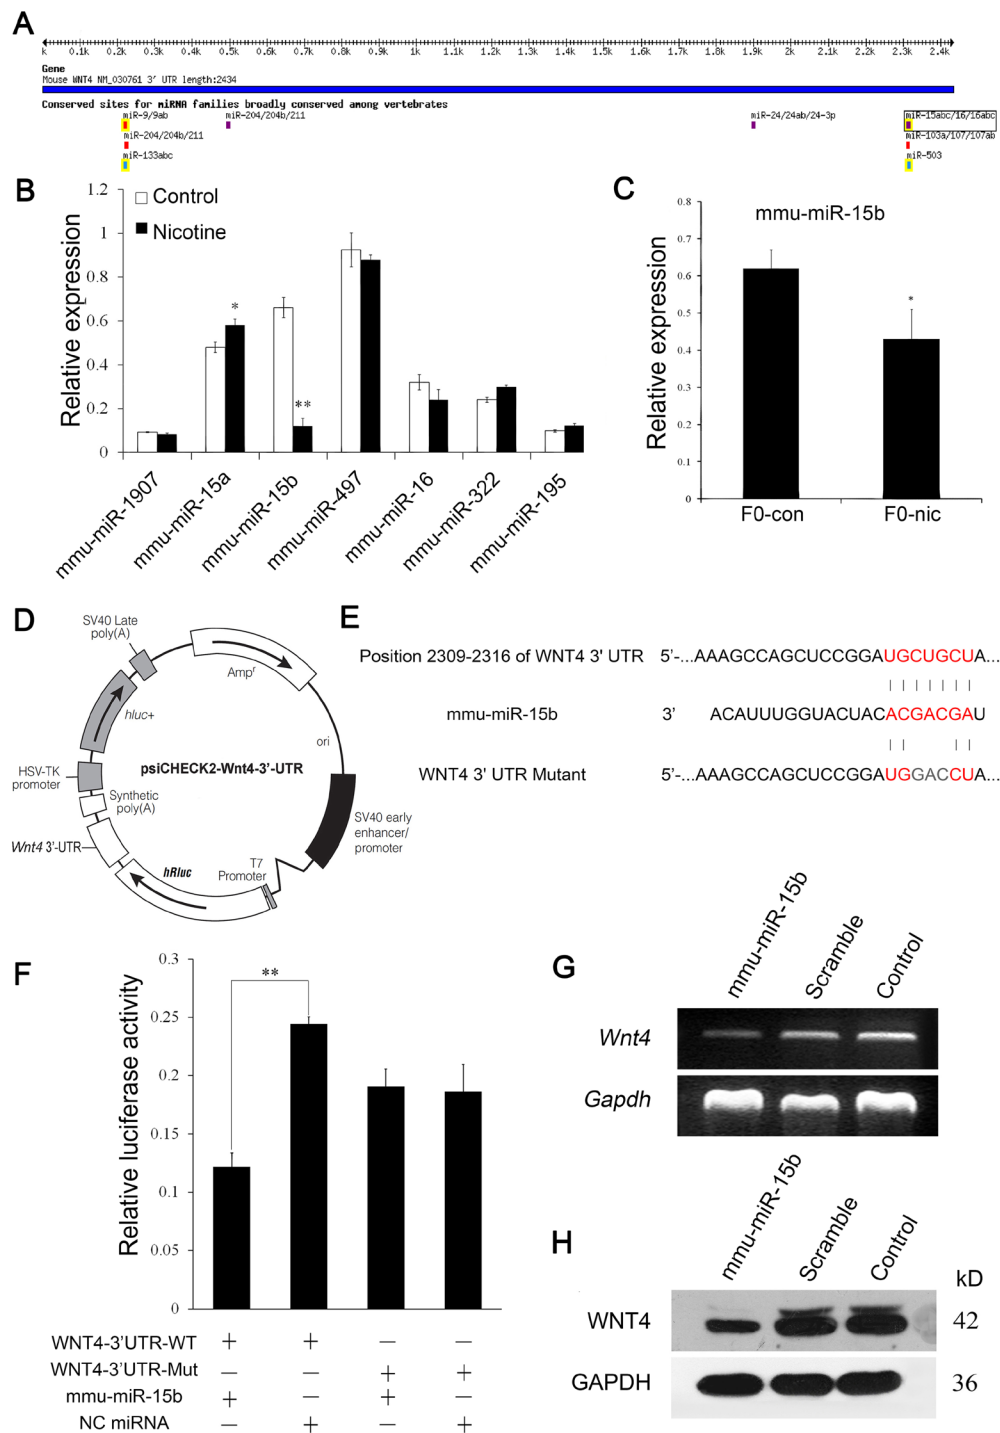 A
k 0.1k 0.2k 0.3k 0.4k 0.5k 0.6k 0.7k 0.8k 0.9k 1k 1.1k 1.2k 1.3k 1.4k 1.5k 1.6k 1.7k 1.8k 1.9k 2k 2.1k 2.2k 2.3k 2.4k
Gene
Mouse WNT4 NM_030761 3' UTR length:2434
Conserved sites for miRNA families broadly conserved among vertebrates
miR-9/9ab
miR-204/204b/211
miR-24/24ab/24-3p
miR-15abc/16/16abc
miR-204/204b/211
miR-103a/107/107ab
miR-133abc
miR-503
B
Control
Nicotine
Relative expression
1.2
1
0.8
0.6
0.4
0.2
0
*
**
mmu-miR-1907
mmu-miR-15a
mmu-miR-15b
mmu-miR-497
mmu-miR-16
mmu-miR-322
mmu-miR-195
C
mmu-miR-15b
Relative expression
0.8
0.7
0.6
0.5
0.4
0.3
0.2
0.1
0
*
F0-con
F0-nic
D
SV40 Late
poly(A)
Ampʳ
hluc+
ori
HSV-TK
promoter
psiCHECK2-Wnt4-3'-UTR
Synthetic
poly(A)
SV40 early
enhancer/
promoter
Wnt4 3'-UTR
hRluc
T7
Promoter
E
Position 2309-2316 of WNT4 3' UTR 5'-...AAAGCCAGCUCCGGAUGCUGCUA...
mmu-miR-15b 3' ACAUUUGGUACUACACGACGAU
WNT4 3' UTR Mutant 5'-...AAAGCCAGCUCCGGAUGGACCUA...
F
Relative luciferase activity
0.3
0.25
0.2
0.15
0.1
0.05
0
**
WNT4-3'UTR-WT + + — —
WNT4-3'UTR-Mut — — + +
mmu-miR-15b + — + —
NC miRNA — + — +
G
mmu-miR-15b
Scramble
Control
Wnt4
Gapdh
H
mmu-miR-15b
Scramble
Control
kD
WNT4
42
GAPDH
36